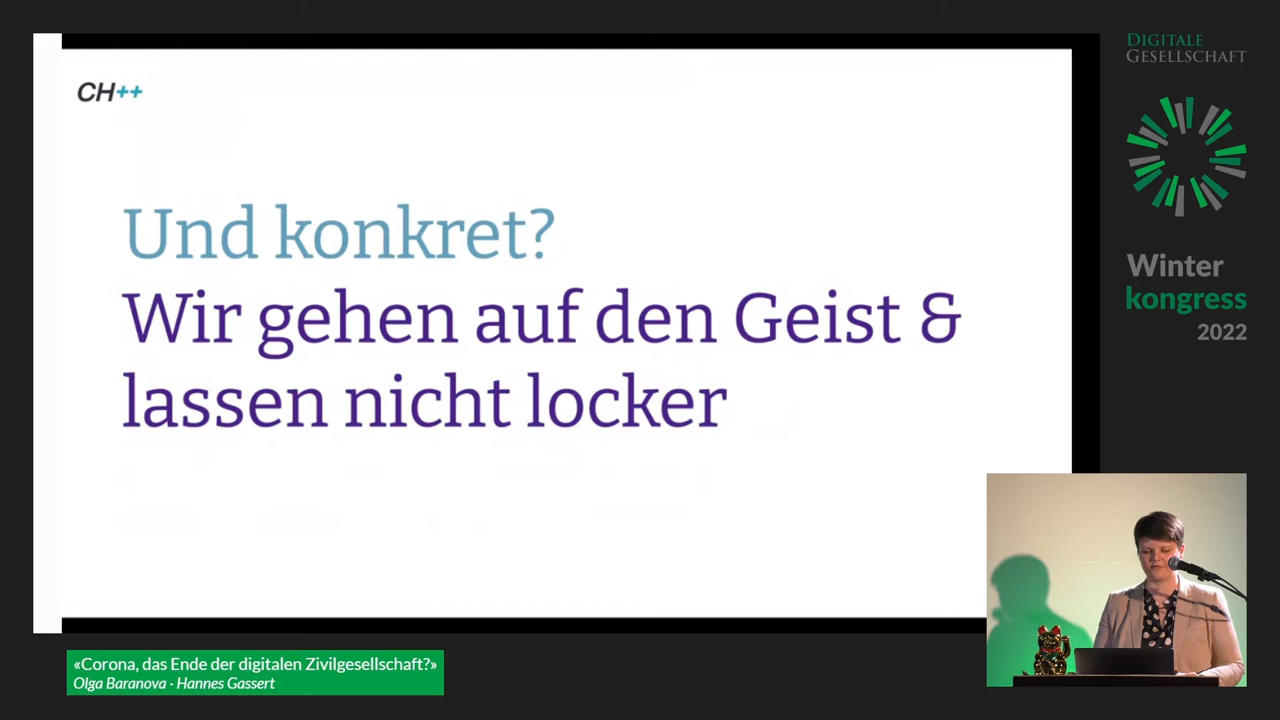 CH++
Und konkret?
Wir gehen auf den Geist &
lassen nicht locker
DIGITALE
GESELLSCHAFT
Winter
kongress
2022
«Corona, das Ende der digitalen Zivilgesellschaft?»
Olga Baranova · Hannes Gassert